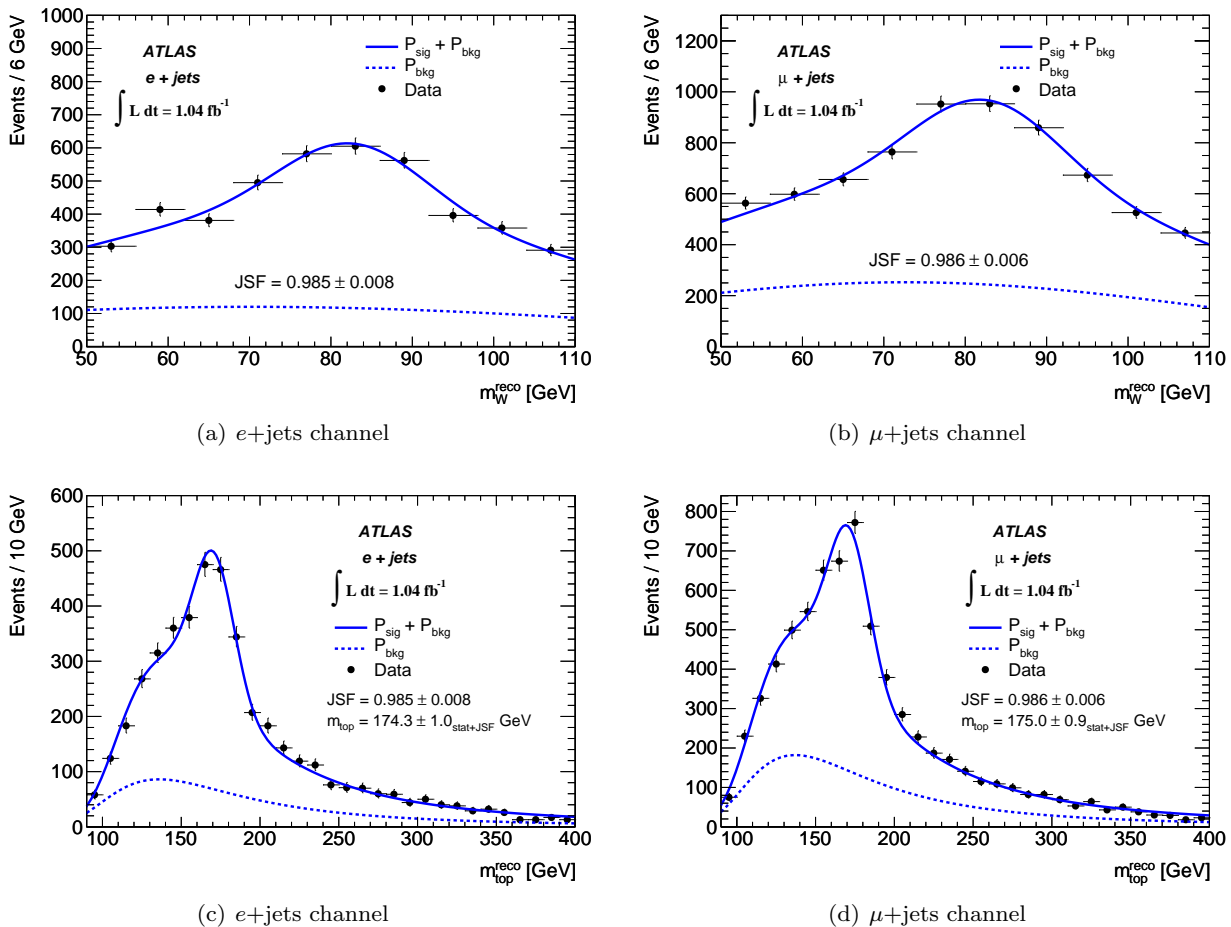 Events / 6 GeV
1000
900
800
700
600
500
400
300
200
100
0
ATLAS
e + jets
∫ L dt = 1.04 fb-1
Psig + Pbkg
Pbkg
Data
JSF = 0.985 ± 0.008
50 60 70 80 90 100 110
mWreco [GeV]
(a) e+jets channel
Events / 6 GeV
1200
1000
800
600
400
200
0
ATLAS
μ + jets
∫ L dt = 1.04 fb-1
Psig + Pbkg
Pbkg
Data
JSF = 0.986 ± 0.006
50 60 70 80 90 100 110
mWreco [GeV]
(b) μ+jets channel
Events / 10 GeV
600
500
400
300
200
100
0
ATLAS
e + jets
∫ L dt = 1.04 fb-1
Psig + Pbkg
Pbkg
Data
JSF = 0.985 ± 0.008
mtop = 174.3 ± 1.0stat+JSF GeV
100 150 200 250 300 350 400
mtopreco [GeV]
(c) e+jets channel
Events / 10 GeV
800
700
600
500
400
300
200
100
0
ATLAS
μ + jets
∫ L dt = 1.04 fb-1
Psig + Pbkg
Pbkg
Data
JSF = 0.986 ± 0.006
mtop = 175.0 ± 0.9stat+JSF GeV
100 150 200 250 300 350 400
mtopreco [GeV]
(d) μ+jets channel